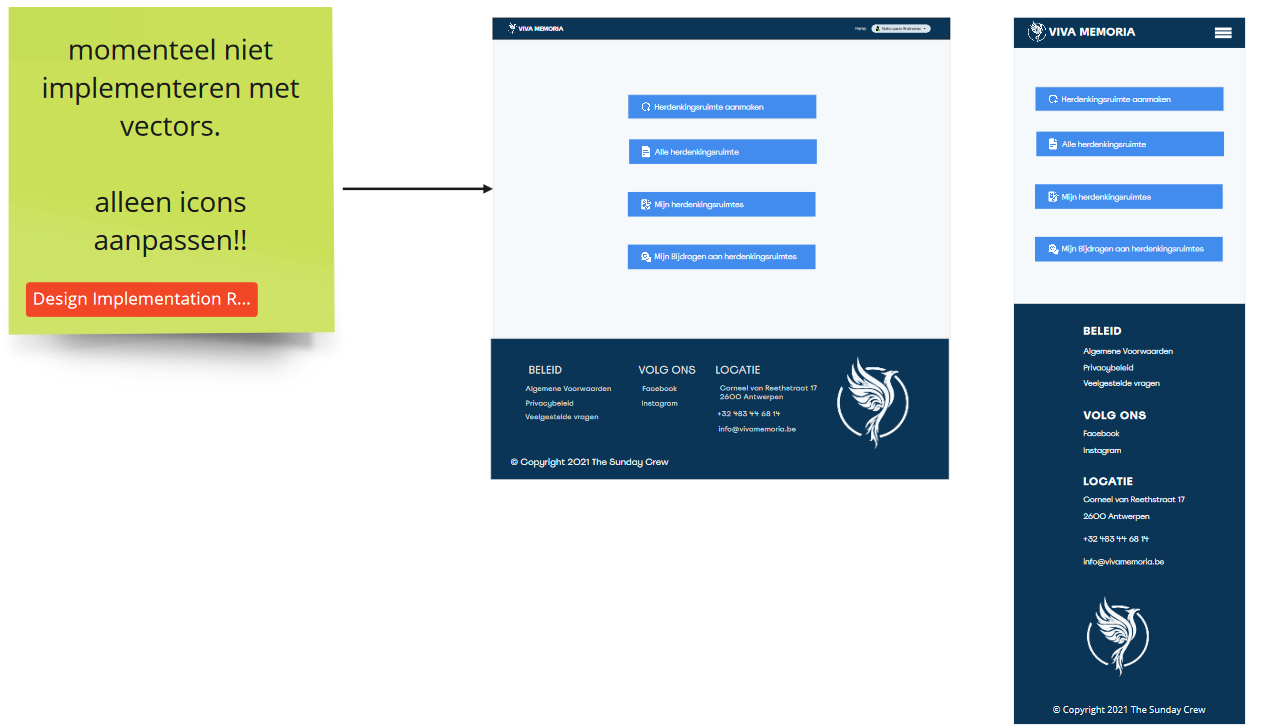 momenteel niet
implementeren met
vectors.
alleen icons
aanpassen!!
Design Implementation R...
VIVA MEMORIA
Home
Herdenkingsruimte aanmaken
Alle herdenkingsruimte
Mijn herdenkingsruimtes
Mijn Bijdragen aan herdenkingsruimtes
BELEID
Algemene Voorwaarden
Privacybeleid
Veelgestelde vragen
VOLG ONS
Facebook
Instagram
LOCATIE
Corneel van Reethstraat 17
2600 Antwerpen
+32 483 44 68 14
info@vivamemoria.be
© Copyright 2021 The Sunday Crew
VIVA MEMORIA
Herdenkingsruimte aanmaken
Alle herdenkingsruimte
Mijn herdenkingsruimtes
Mijn Bijdragen aan herdenkingsruimtes
BELEID
Algemene Voorwaarden
Privacybeleid
Veelgestelde vragen
VOLG ONS
Facebook
Instagram
LOCATIE
Corneel van Reethstraat 17
2600 Antwerpen
+32 483 44 68 14
info@vivamemoria.be
© Copyright 2021 The Sunday Crew